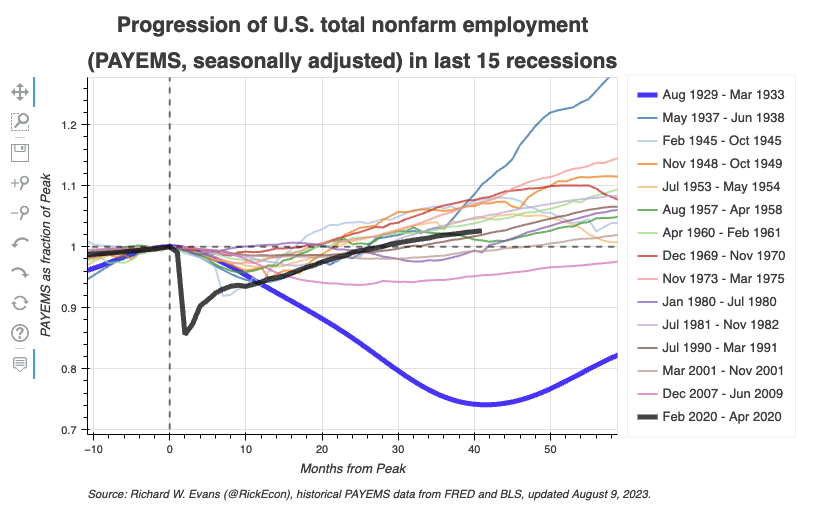 Progression of U.S. total nonfarm employment
(PAYEMS, seasonally adjusted) in last 15 recessions
PAYEMS as fraction of Peak
1.2
1.1
1
0.9
0.8
0.7
−10
0
10
20
30
40
50
Months from Peak
Aug 1929 - Mar 1933
May 1937 - Jun 1938
Feb 1945 - Oct 1945
Nov 1948 - Oct 1949
Jul 1953 - May 1954
Aug 1957 - Apr 1958
Apr 1960 - Feb 1961
Dec 1969 - Nov 1970
Nov 1973 - Mar 1975
Jan 1980 - Jul 1980
Jul 1981 - Nov 1982
Jul 1990 - Mar 1991
Mar 2001 - Nov 2001
Dec 2007 - Jun 2009
Feb 2020 - Apr 2020
Source: Richard W. Evans (@RickEcon), historical PAYEMS data from FRED and BLS, updated August 9, 2023.